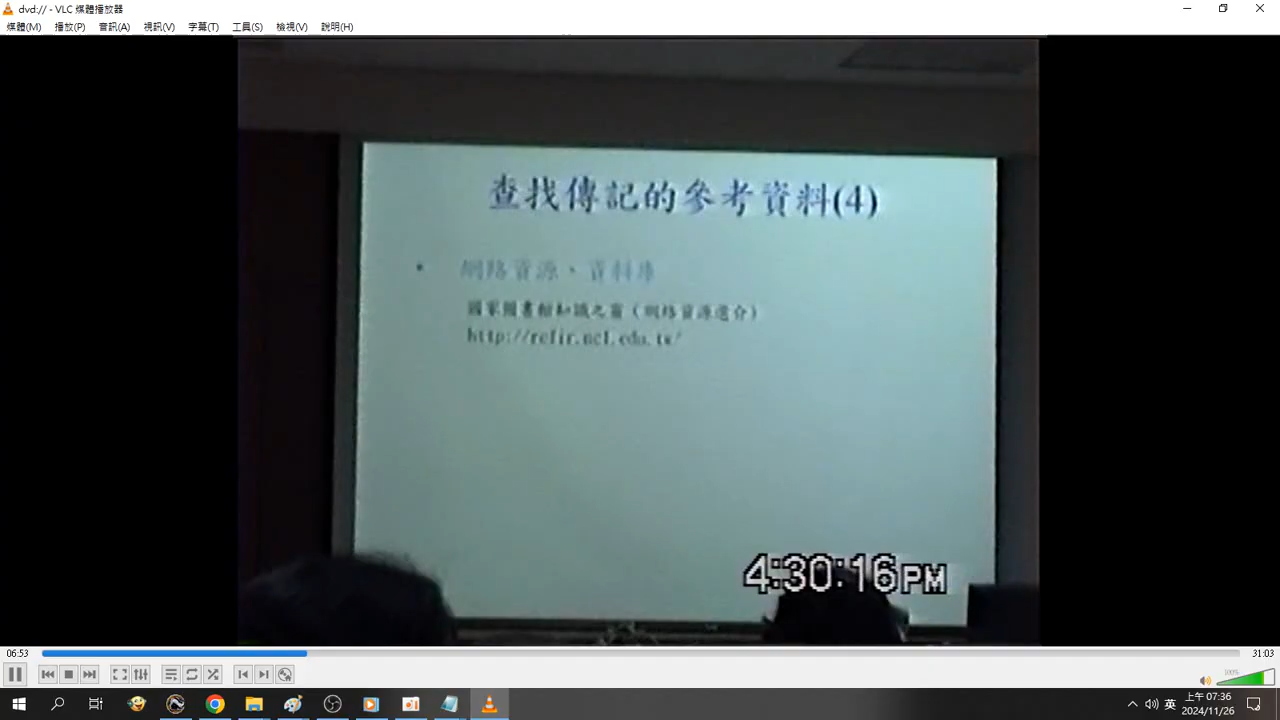 dvd:// - VLC 媒體播放器
媒體(M) 播放(P) 音訊(A) 視訊(V) 字幕(T) 工具(S) 檢視(V) 說明(H)
查找傳記的參考資料(4)
• 網路資源、資料庫
國家圖書館知識之窗（網路資源選介）
http://refir.ncl.edu.tw/
4:30:16PM
06:53
31:03
100%
英
上午 07:36
2024/11/26